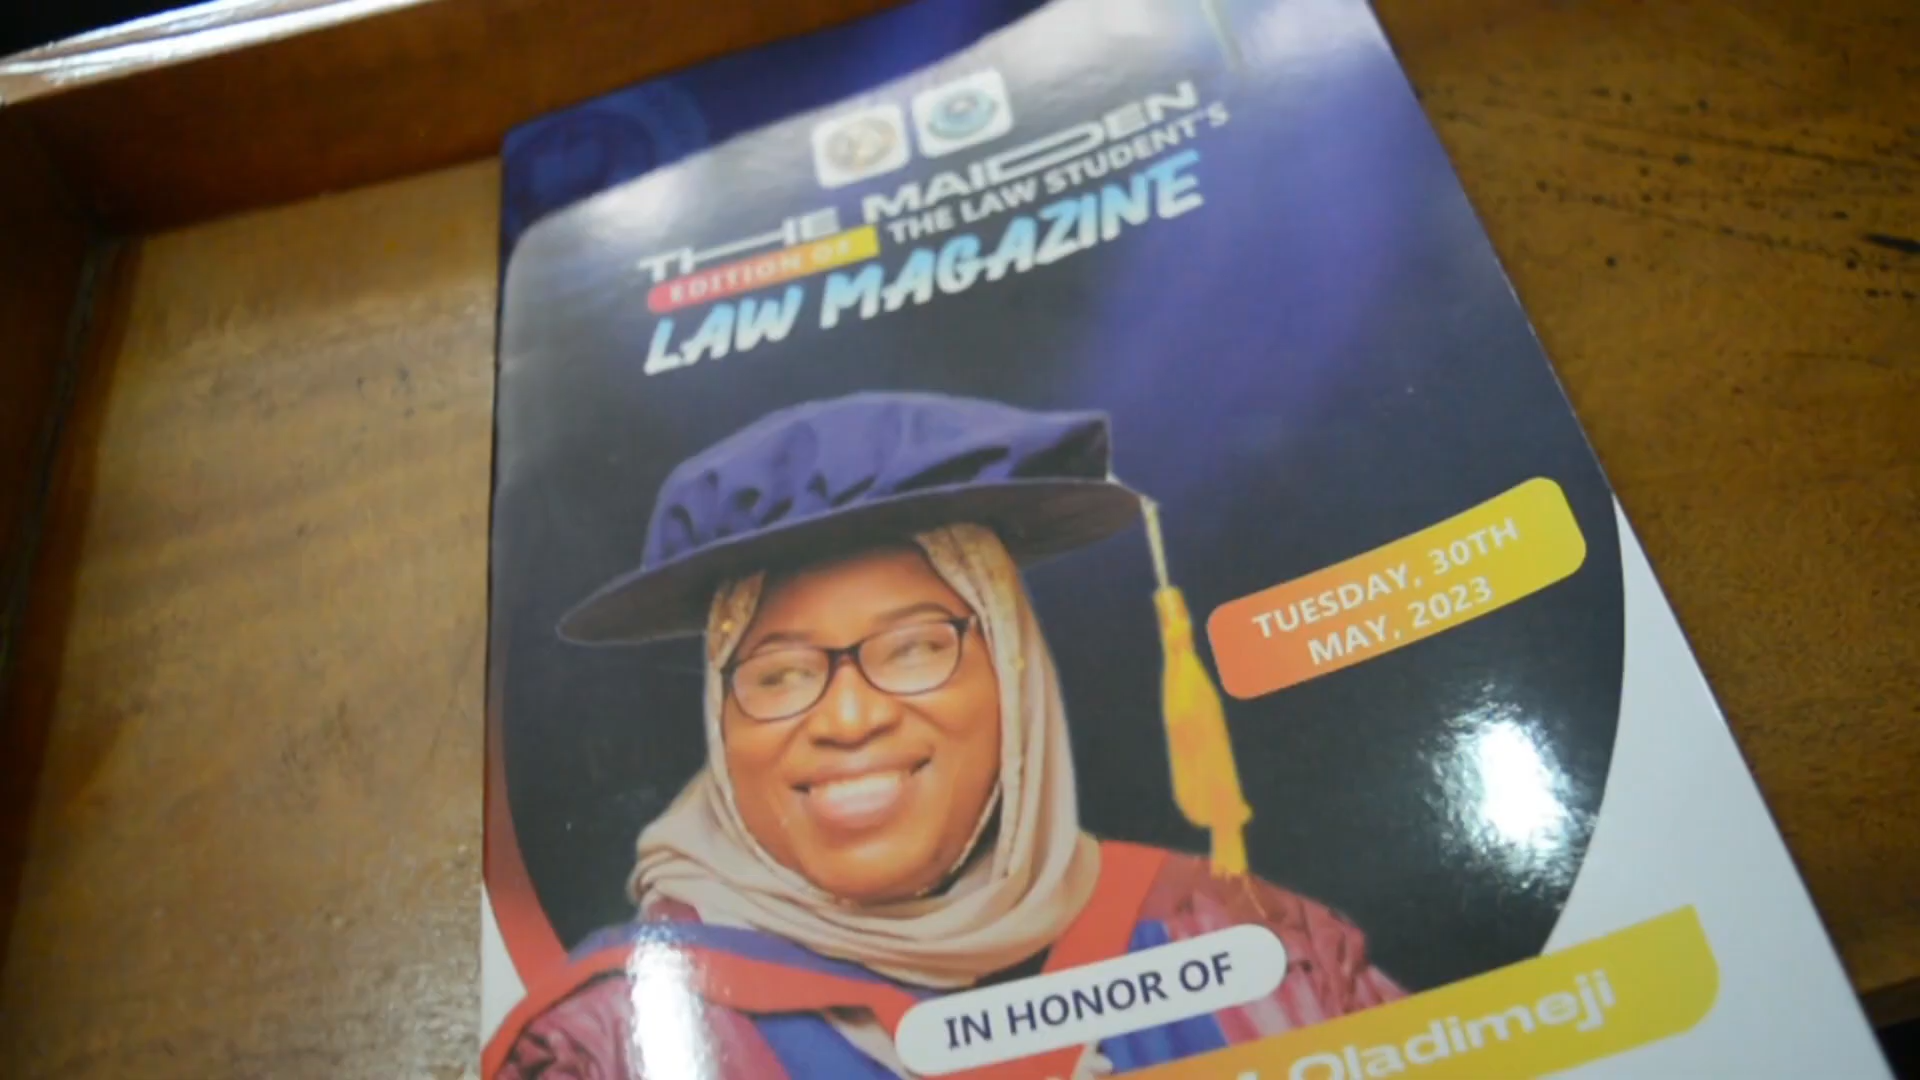 THE MAIDEN
EDITION OF THE LAW STUDENT'S
LAW MAGAZINE
TUESDAY, 30TH
MAY, 2023
IN HONOR OF
Oladimeji